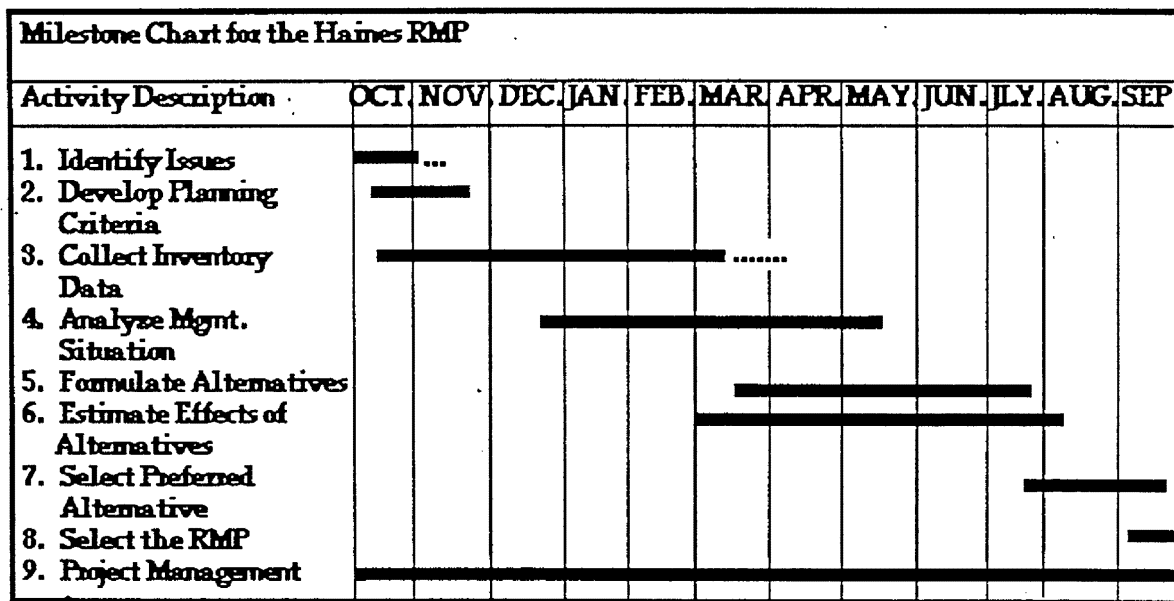 Milestone Chart for the Haines RMP
Activity Description OCT. NOV. DEC. JAN. FEB. MAR. APR. MAY. JUN. JLY. AUG. SEP
1. Identify Issues ...
2. Develop Planning
Criteria
3. Collect Inventory .......
Data
4. Analyze Mgnt.
Situation
5. Formulate Alternatives
6. Estimate Effects of
Alternatives
7. Select Preferred
Alternative
8. Select the RMP
9. Project Management